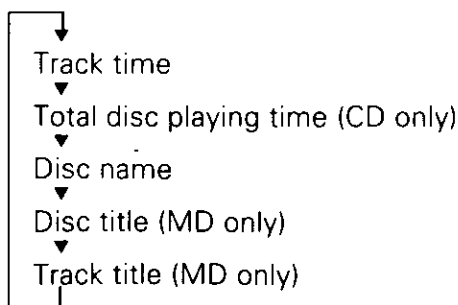 Track time
Total disc playing time (CD only)
Disc name
Disc title (MD only)
Track title (MD only)